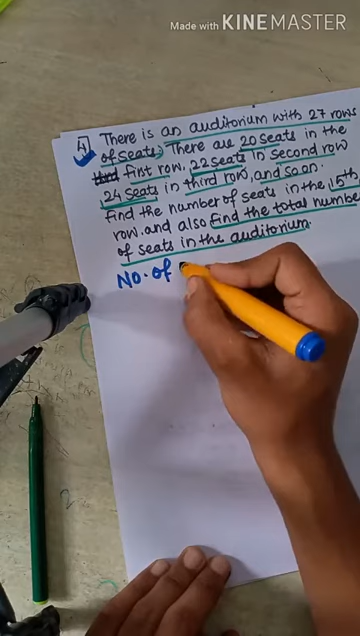 Made with KINEMASTER
4) There is an auditorium with 27 rows
of seats; There are 20 seats in the
first row, 22 seats in second row
24 seats in third row, and so on.
find the number of seats in the 15th
row. and also find the total number
of seats in the auditorium.
No. of